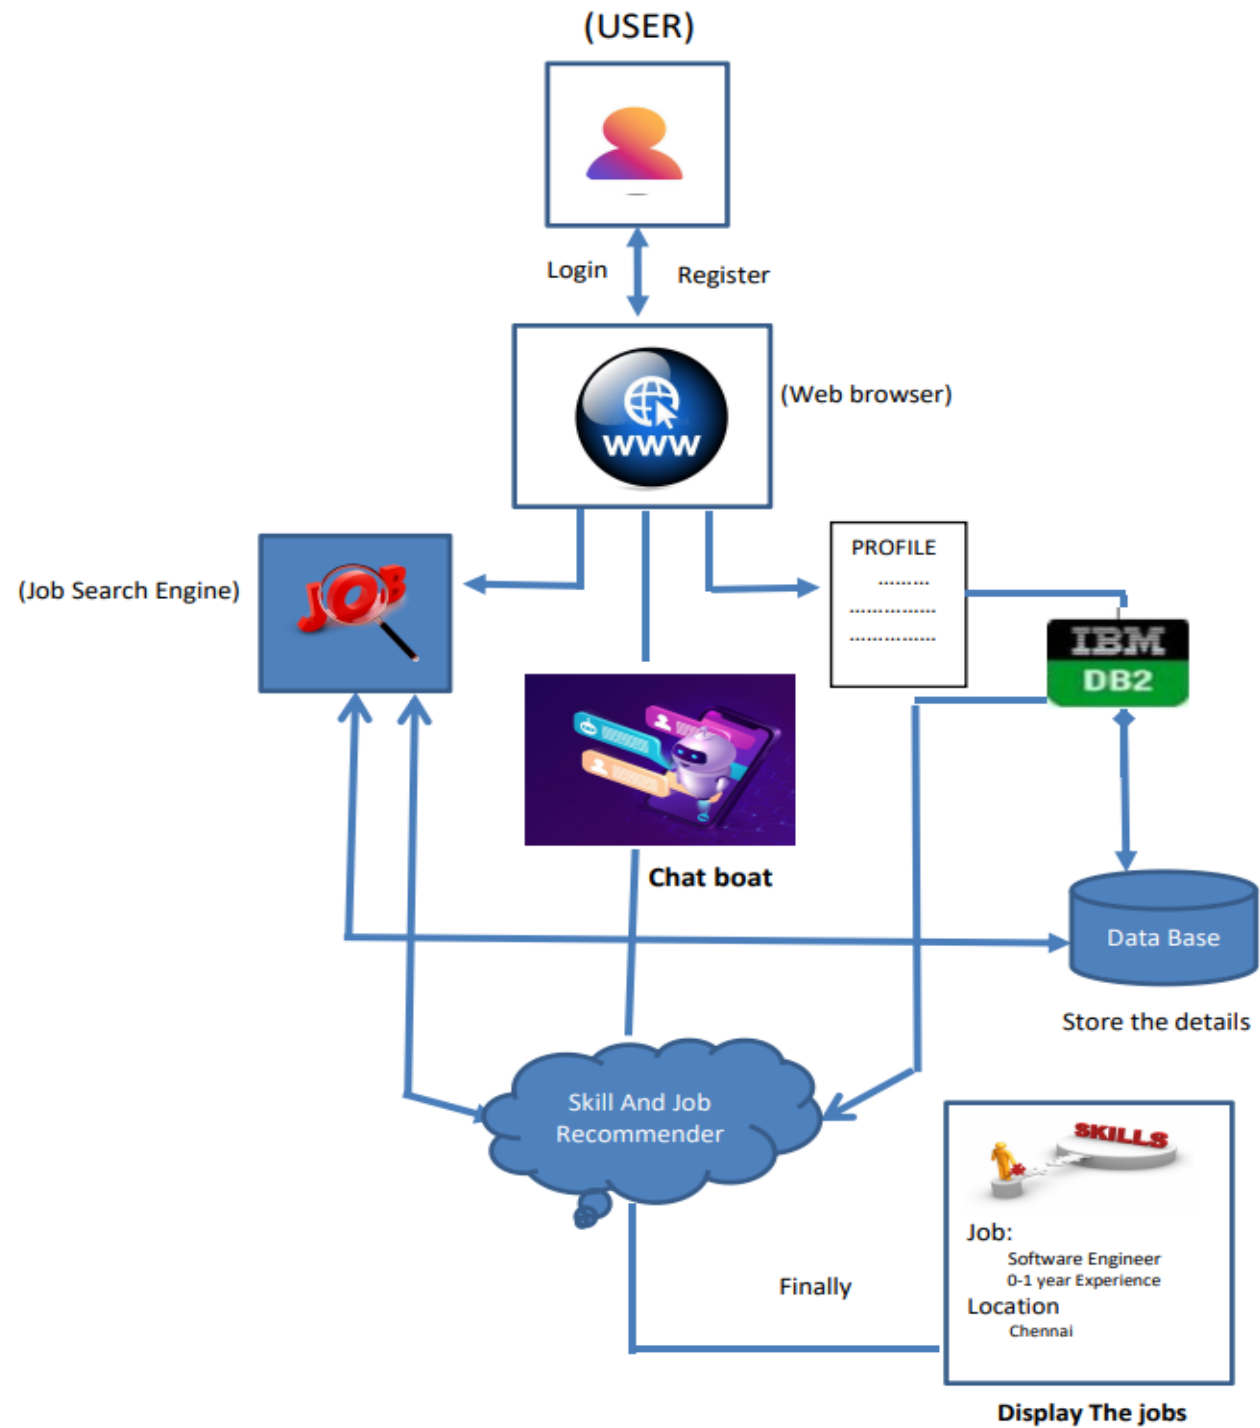 (USER)
Login
Register
WWW
(Web browser)
(Job Search Engine)
JOB
PROFILE
.........
...............
...............
IBM
DB2
Chat boat
Data Base
Store the details
Skill And Job
Recommender
Finally
SKILLS
Job:
Software Engineer
0-1 year Experience
Location
Chennai
Display The jobs